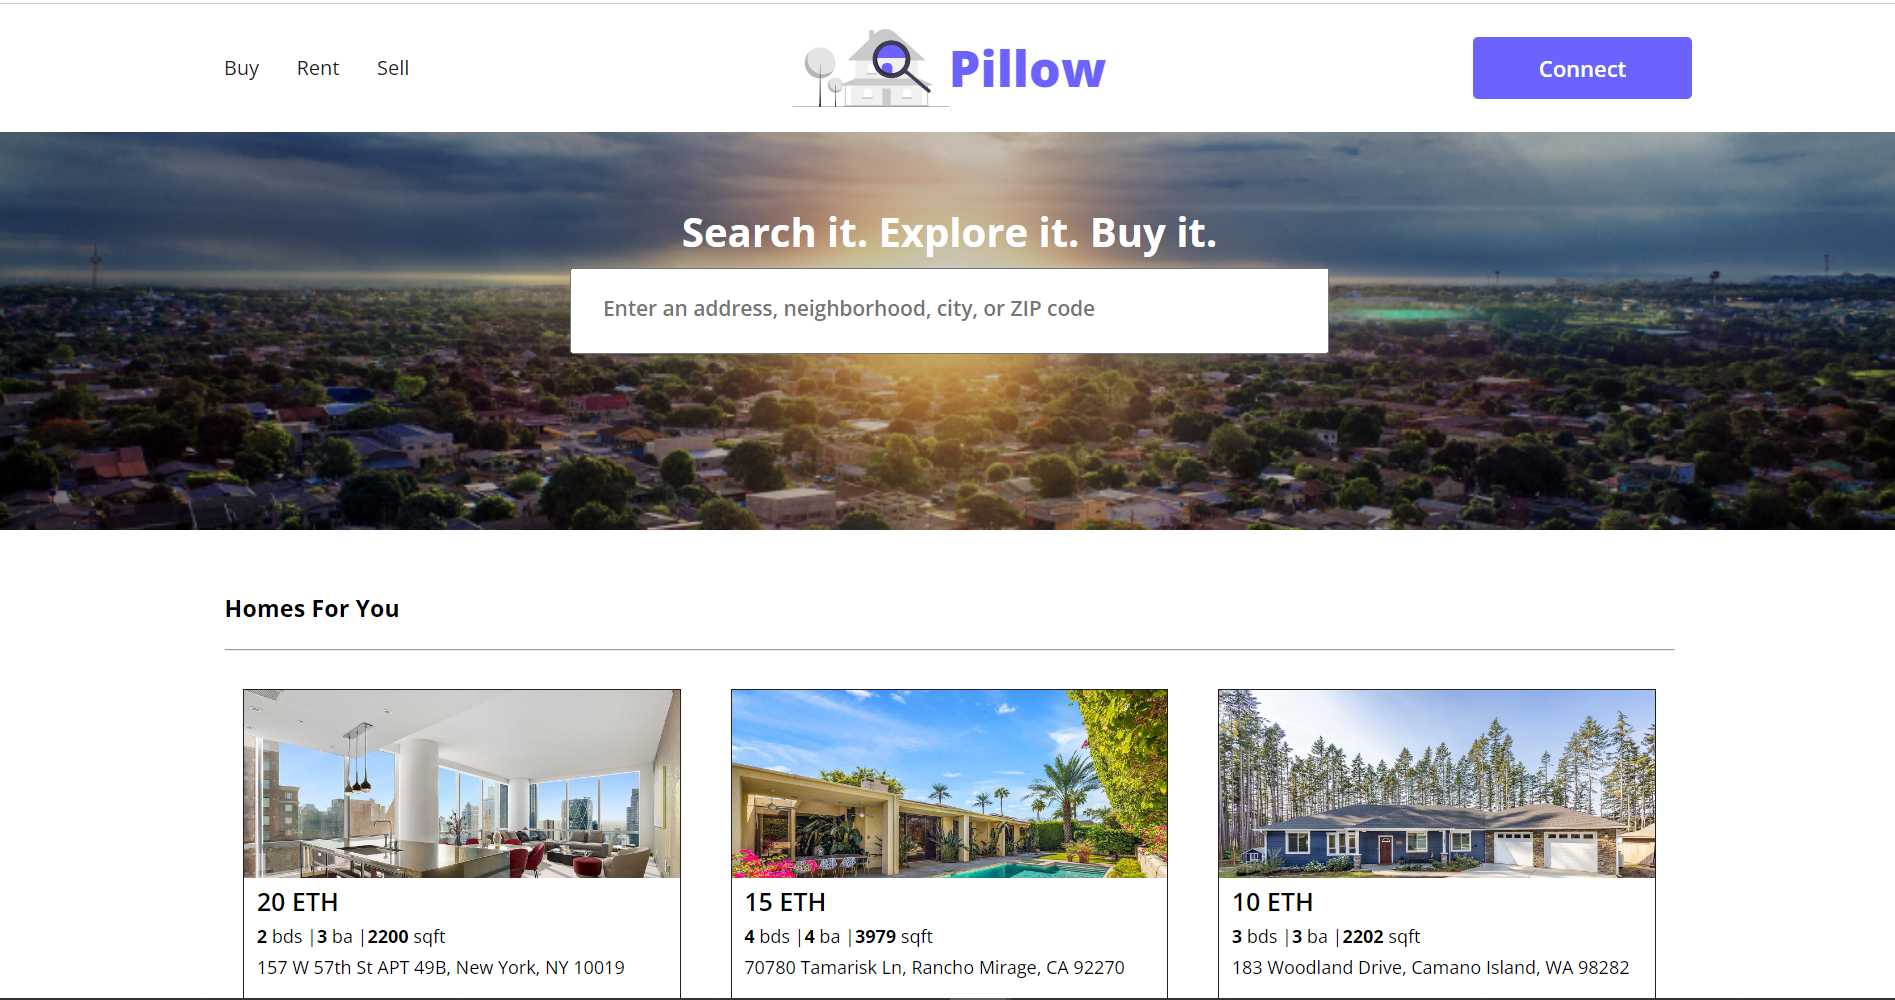 Buy Rent Sell
Pillow
Connect
Search it. Explore it. Buy it.
Enter an address, neighborhood, city, or ZIP code
Homes For You
20 ETH
2 bds |3 ba |2200 sqft
157 W 57th St APT 49B, New York, NY 10019
15 ETH
4 bds |4 ba |3979 sqft
70780 Tamarisk Ln, Rancho Mirage, CA 92270
10 ETH
3 bds |3 ba |2202 sqft
183 Woodland Drive, Camano Island, WA 98282